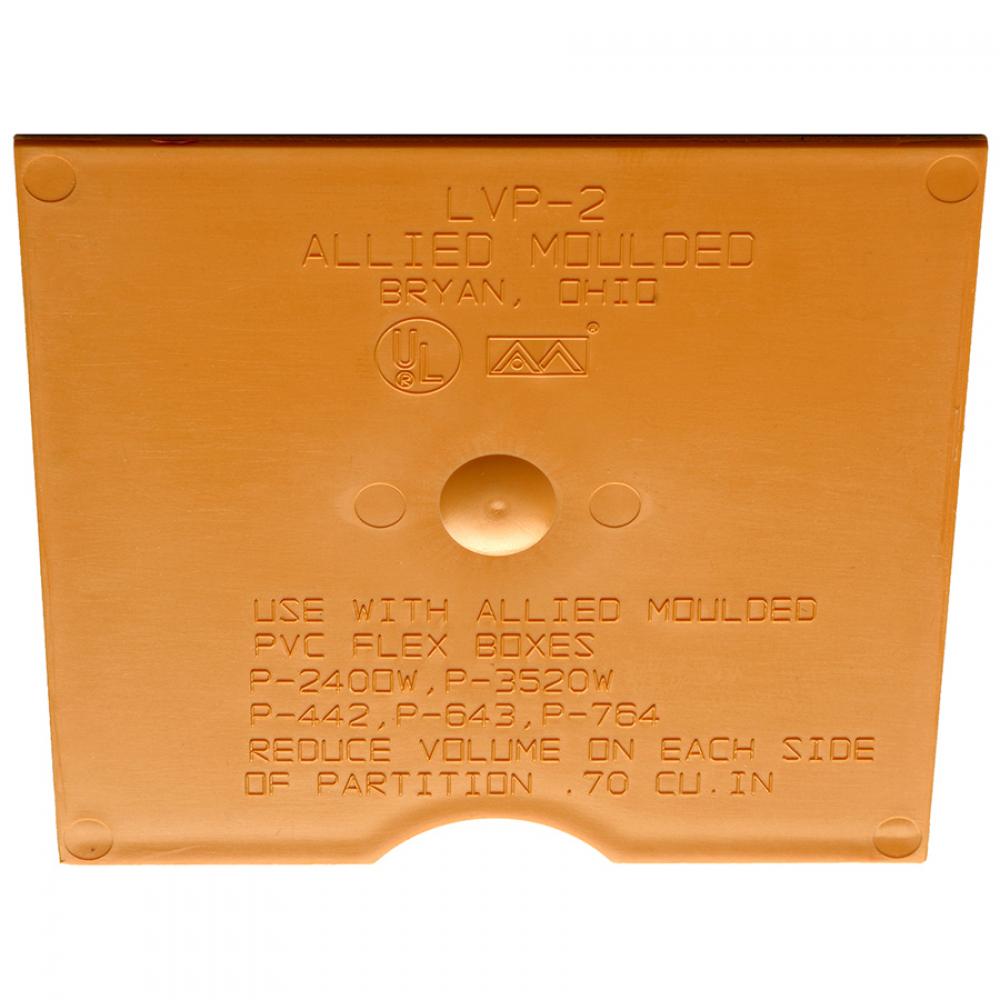 LVP-2
ALLIED MOULDED
BRYAN, OHIO
UL® ®
USE WITH ALLIED MOULDED
PVC FLEX BOXES
P-2400W, P-3520W
P-442, P-643, P-764
REDUCE VOLUME ON EACH SIDE
OF PARTITION .70 CU.IN